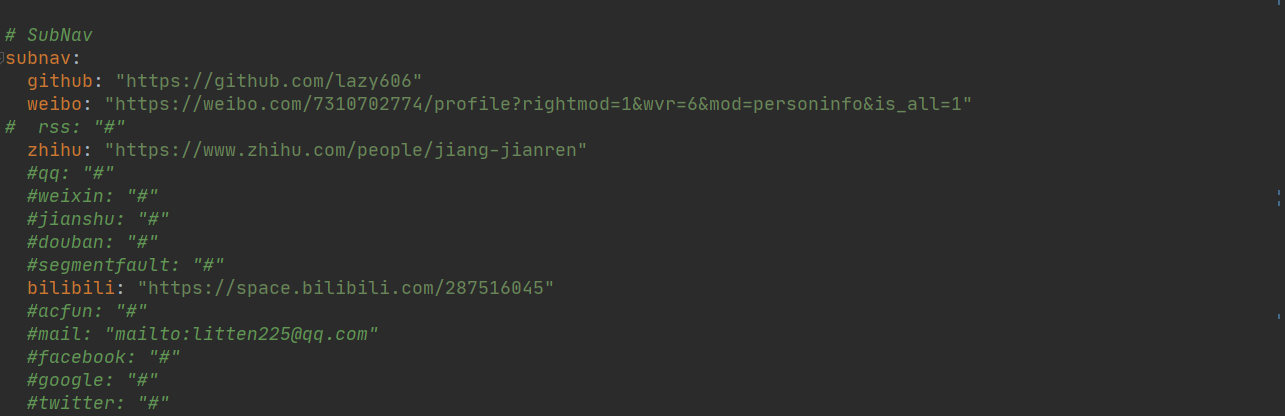 # SubNav
subnav:
  github: "https://github.com/lazy606"
  weibo: "https://weibo.com/7310702774/profile?rightmod=1&wvr=6&mod=personinfo&is_all=1"
#  rss: "#"
  zhihu: "https://www.zhihu.com/people/jiang-jianren"
  #qq: "#"
  #weixin: "#"
  #jianshu: "#"
  #douban: "#"
  #segmentfault: "#"
  bilibili: "https://space.bilibili.com/287516045"
  #acfun: "#"
  #mail: "mailto:litten225@qq.com"
  #facebook: "#"
  #google: "#"
  #twitter: "#"